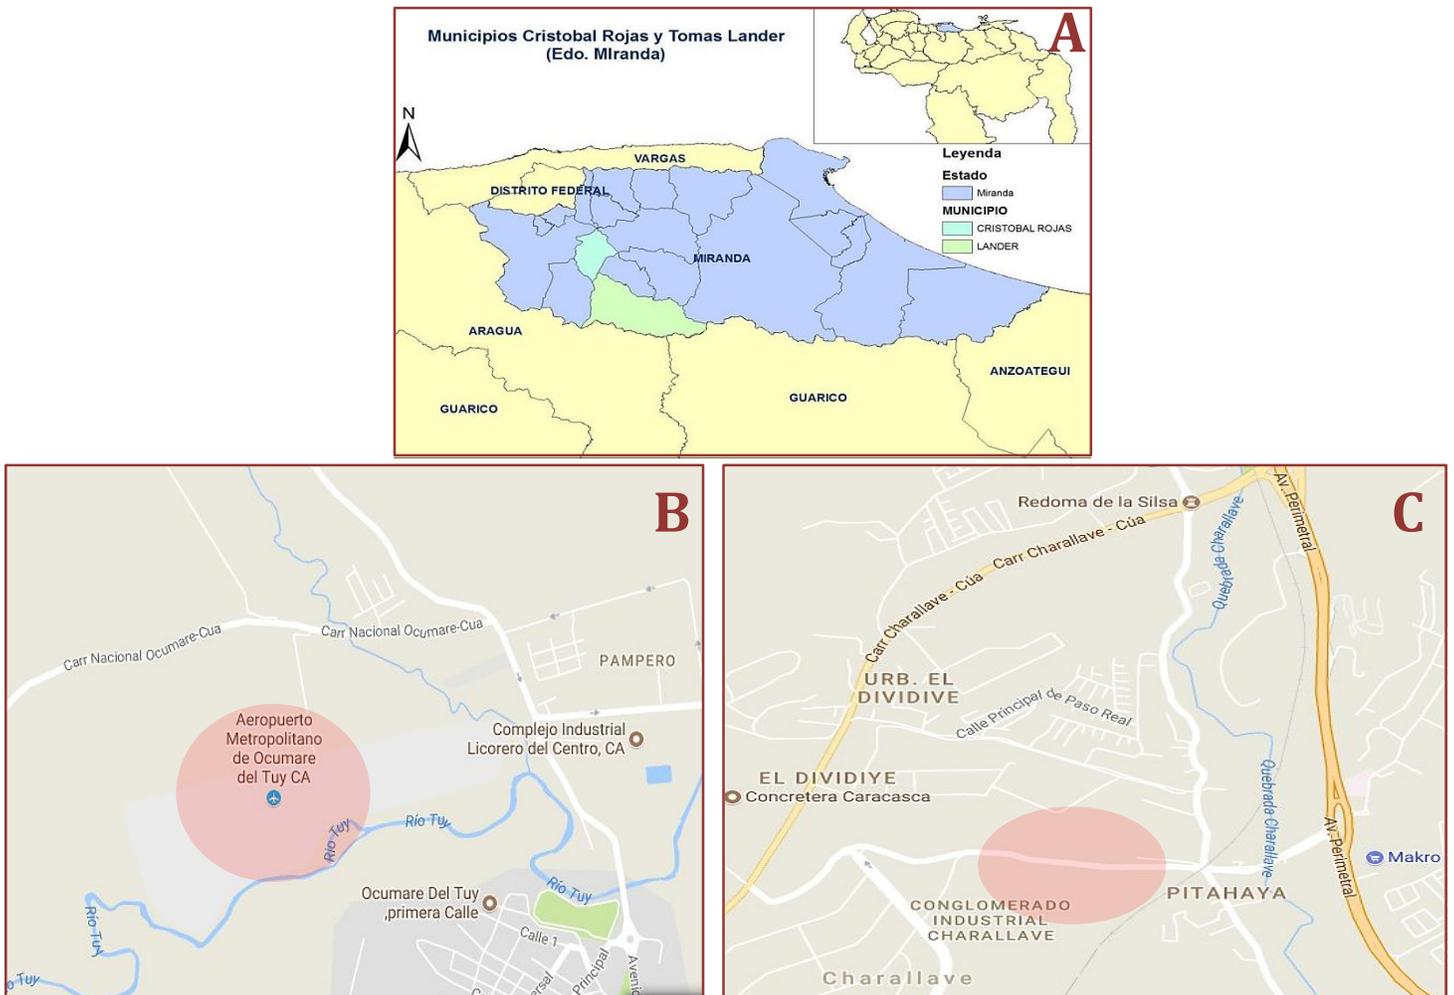 Municipios Cristobal Rojas y Tomas Lander
(Edo. MIranda)
A
N
Leyenda
Estado
Miranda
MUNICIPIO
CRISTOBAL ROJAS
LANDER
VARGAS
DISTRITO FEDERAL
MIRANDA
ARAGUA
ANZOATEGUI
GUARICO
GUARICO
B
Carr Nacional Ocumare-Cua
Carr Nacional Ocumare-Cua
PAMPERO
Aeropuerto
Metropolitano
de Ocumare
del Tuy CA
Complejo Industrial
Licorero del Centro, CA
Río Tuy
Río Tuy
Río Tuy
Río Tuy
o Tuy
Ocumare Del Tuy
,primera Calle
Calle 1
ersal
Principal
Avenic
C
Redoma de la Silsa
Av. Perimetral
Carr Charallave - Cúa
Carr Charallave - Cúa
Quebrada Charallave
URB. EL
DIVIDIVE
Calle Principal de Paso Real
EL DIVIDIYE
Concretera Caracasca
Quebrada Charallave
Av. Perimetral
Makro
PITAHAYA
CONGLOMERADO
INDUSTRIAL
CHARALLAVE
Charallave